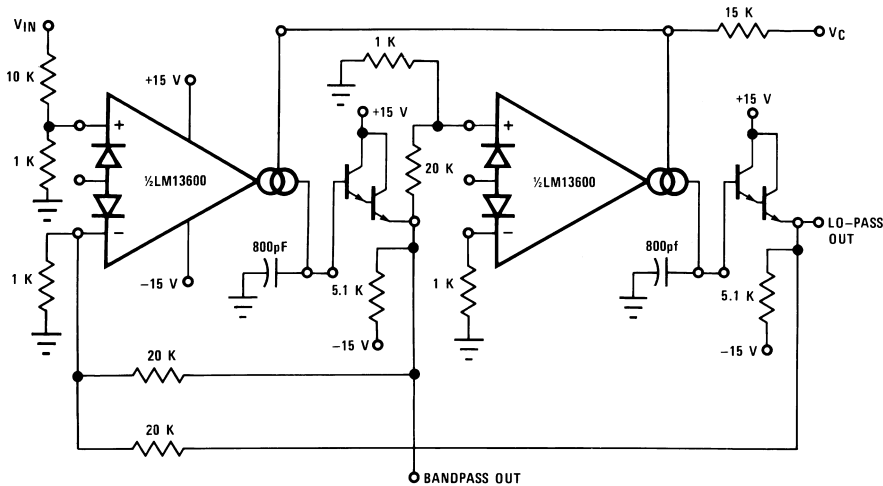 VIN
10 K
1 K
1 K
+15 V
+
−
½LM13600
−15 V
800pF
+15 V
5.1 K
−15 V
1 K
20 K
20 K
20 K
BANDPASS OUT
1 K
+
−
½LM13600
15 K
VC
800pf
+15 V
5.1 K
−15 V
LO–PASS
OUT